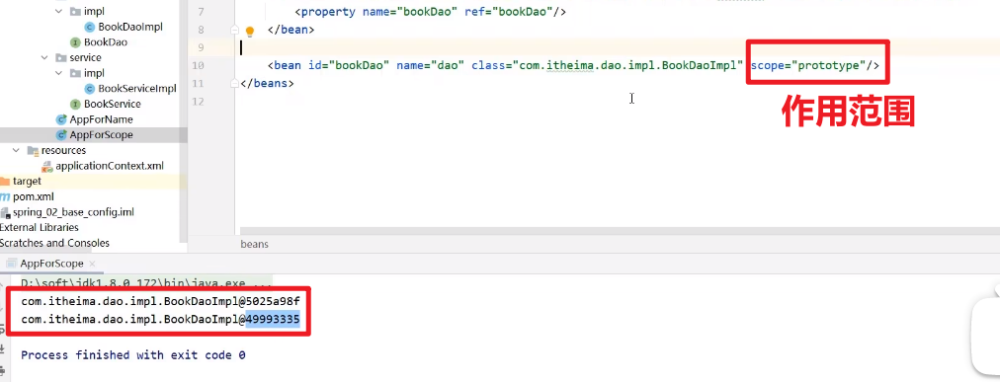 impl
BookDaoImpl
BookDao
service
impl
BookServiceImpl
BookService
AppForName
AppForScope
resources
applicationContext.xml
target
pom.xml
spring_02_base_config.iml
External Libraries
Scratches and Consoles
7 <property name="bookDao" ref="bookDao"/>
8 </bean>
9
10 <bean id="bookDao" name="dao" class="com.itheima.dao.impl.BookDaoImpl" scope="prototype"/>
11 </beans>
12
作用范围
beans
AppForScope
D:\soft\jdk1.8.0_172\bin\java.exe ...
com.itheima.dao.impl.BookDaoImpl@5025a98f
com.itheima.dao.impl.BookDaoImpl@49993335
Process finished with exit code 0